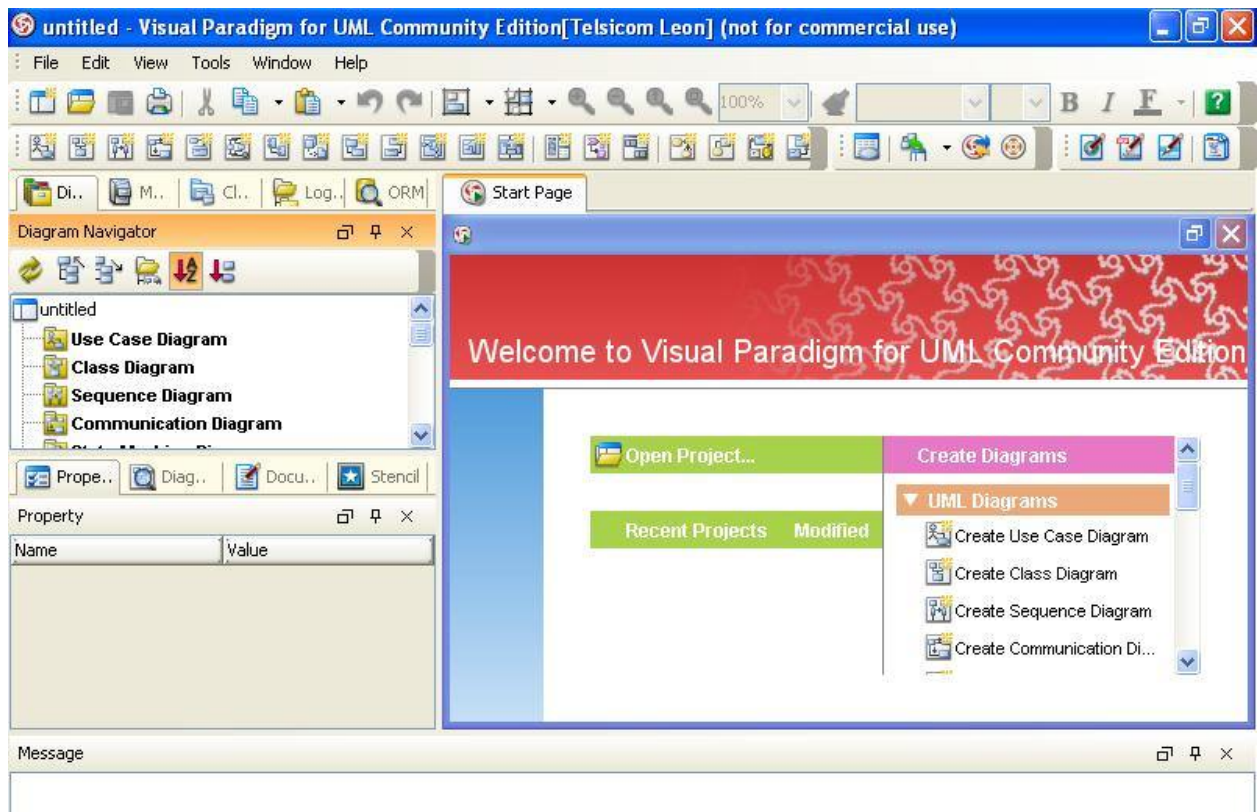 untitled - Visual Paradigm for UML Community Edition[Telsicom Leon] (not for commercial use)
File Edit View Tools Window Help
100%
B I F
Di.. M.. Cl.. Log.. ORM
Start Page
Diagram Navigator
untitled
Use Case Diagram
Class Diagram
Sequence Diagram
Communication Diagram
Welcome to Visual Paradigm for UML Community Edition
Open Project...
Recent Projects Modified
Create Diagrams
UML Diagrams
Create Use Case Diagram
Create Class Diagram
Create Sequence Diagram
Create Communication Di...
Prope.. Diag.. Docu.. Stencil
Property
Name Value
Message